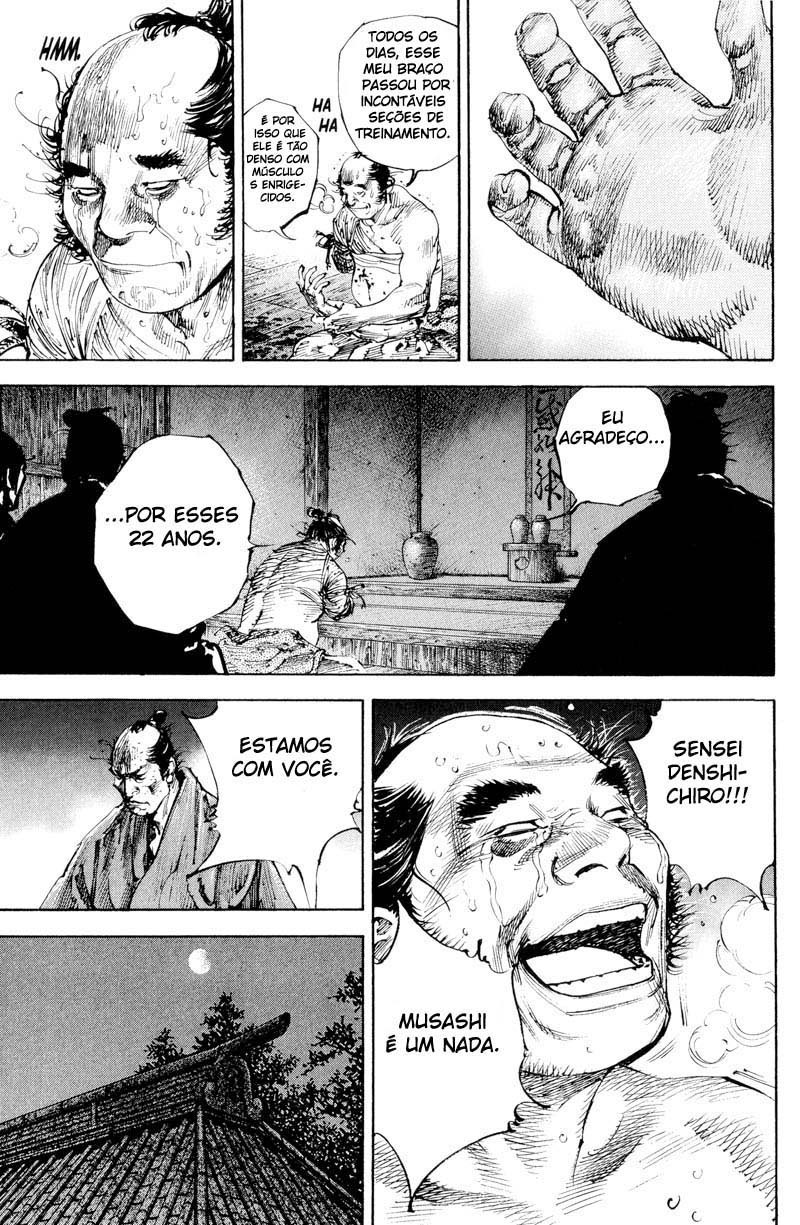 TODOS OS
DIAS, ESSE
MEU BRAÇO
PASSOU POR
INCONTÁVEIS
SEÇÕES DE
TREINAMENTO.
HA
HA
É POR
ISSO QUE
ELE É TÃO
DENSO COM
MÚSCULO
S ENRIGE-
CIDOS.
HMM.
EU
AGRADEÇO...
...POR ESSES
22 ANOS.
SENSEI
DENSHI-
CHIRO!!!
MUSASHI
É UM NADA.
ESTAMOS
COM VOCÊ.